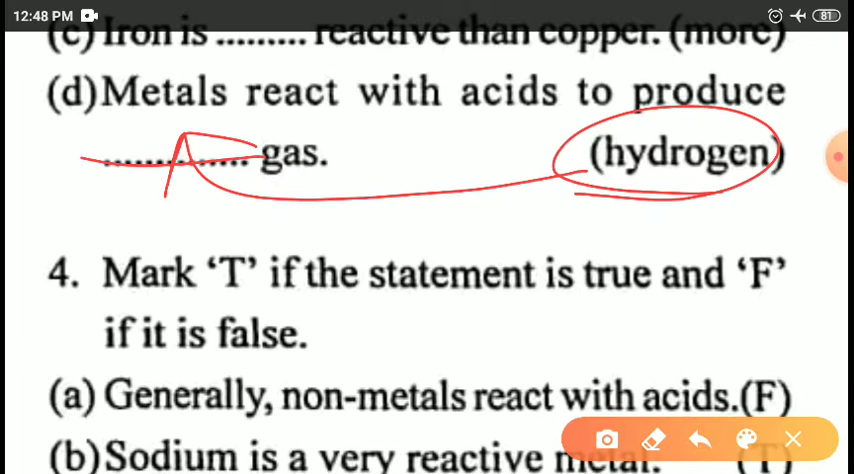 12:48 PM 81
(c) Iron is ......... reactive than copper. (more)
(d) Metals react with acids to produce
............... gas. (hydrogen)
4. Mark ‘T’ if the statement is true and ‘F’
if it is false.
(a) Generally, non-metals react with acids.(F)
(b) Sodium is a very reactive metal. (T)